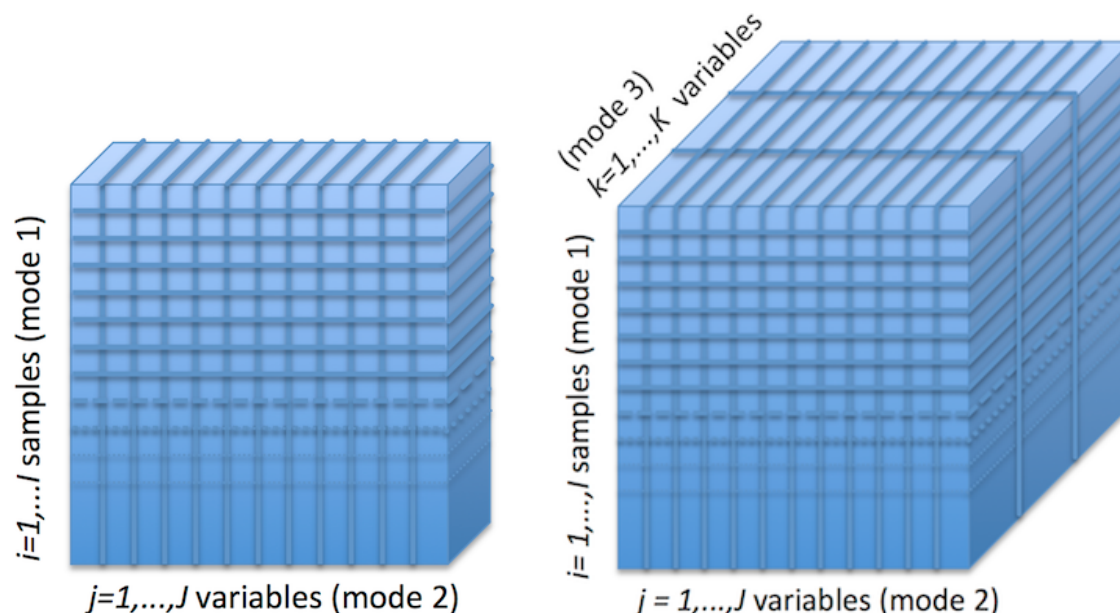 i=1,...I samples (mode 1)
j=1,...,J variables (mode 2)
(mode 3)
k=1,...,K variables
i= 1,...,I samples (mode 1)
j = 1,...,J variables (mode 2)